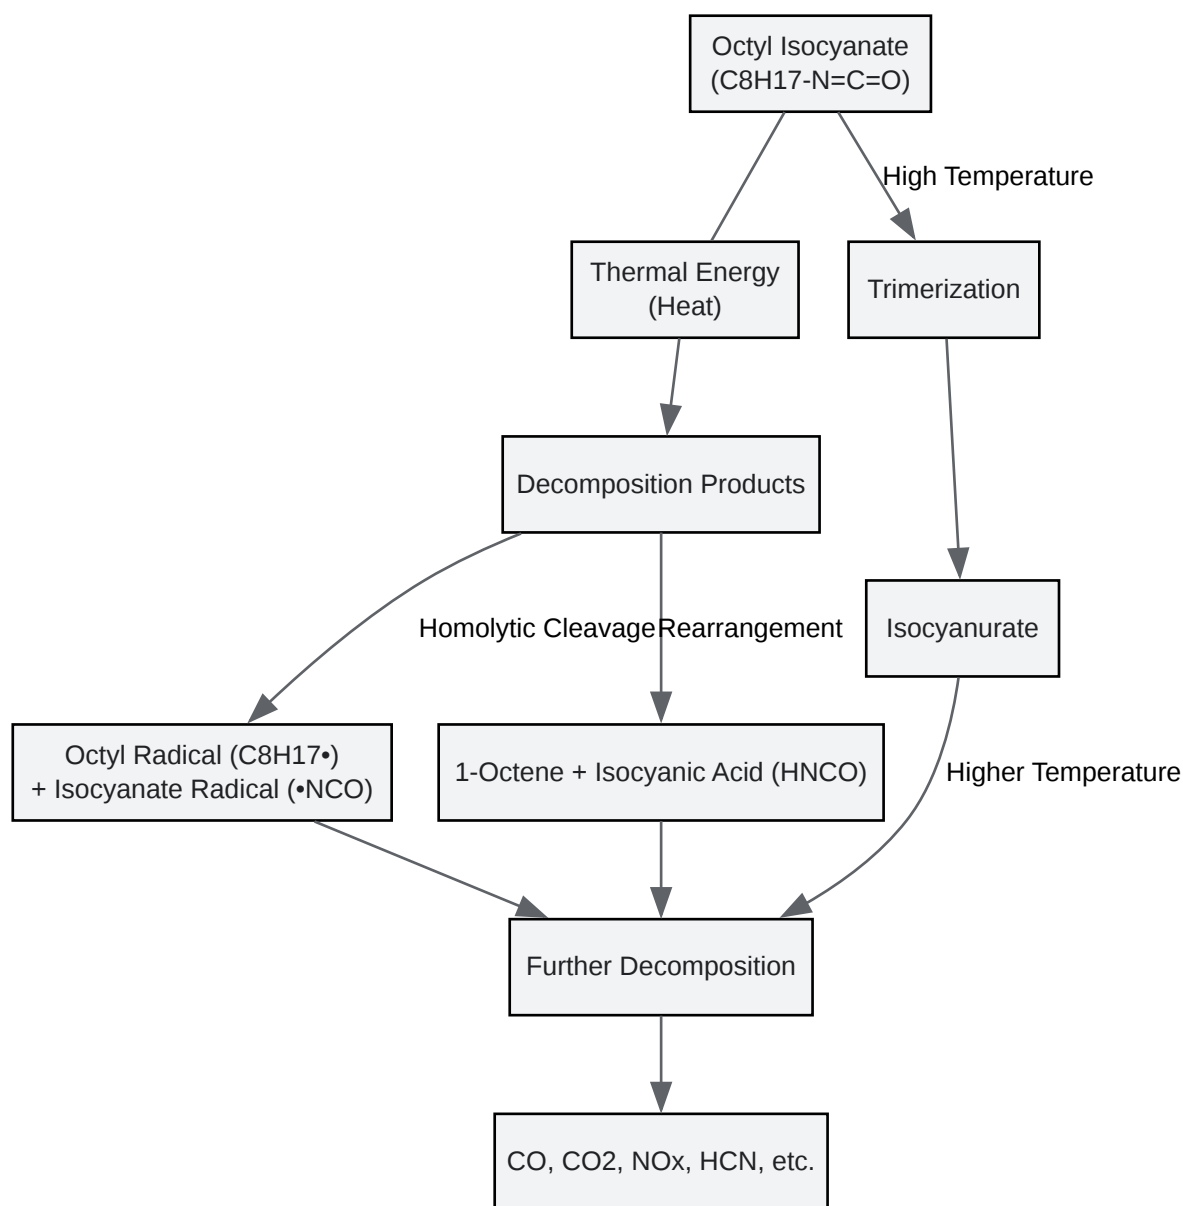 Octyl Isocyanate
(C8H17-N=C=O)
High Temperature
Thermal Energy
(Heat)
Trimerization
Decomposition Products
Homolytic Cleavage
Rearrangement
Isocyanurate
Octyl Radical (C8H17•)
+ Isocyanate Radical (•NCO)
1-Octene + Isocyanic Acid (HNCO)
Higher Temperature
Further Decomposition
CO, CO2, NOx, HCN, etc.